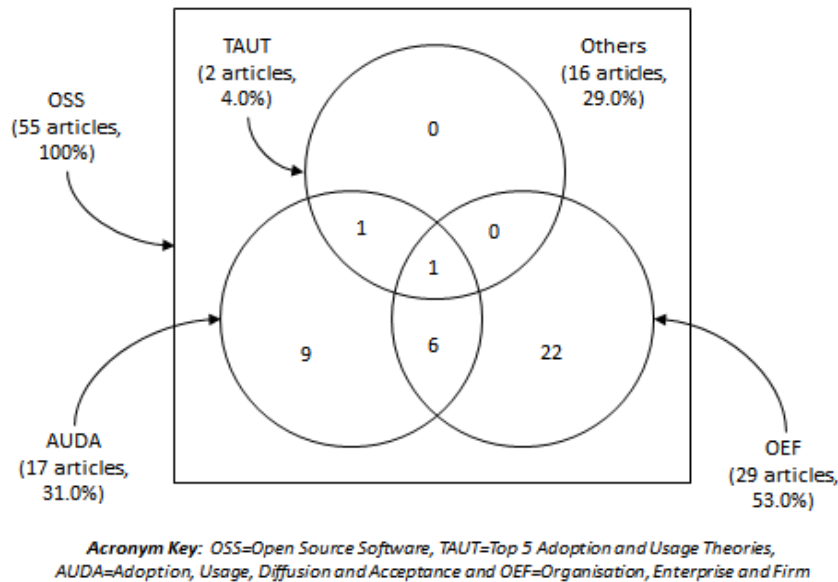 TAUT
(2 articles,
4.0%)
Others
(16 articles,
29.0%)
OSS
(55 articles,
100%)
0
1
0
1
9
6
22
AUDA
(17 articles,
31.0%)
OEF
(29 articles,
53.0%)
Acronym Key: OSS=Open Source Software, TAUT=Top 5 Adoption and Usage Theories,
AUDA=Adoption, Usage, Diffusion and Acceptance and OEF=Organisation, Enterprise and Firm